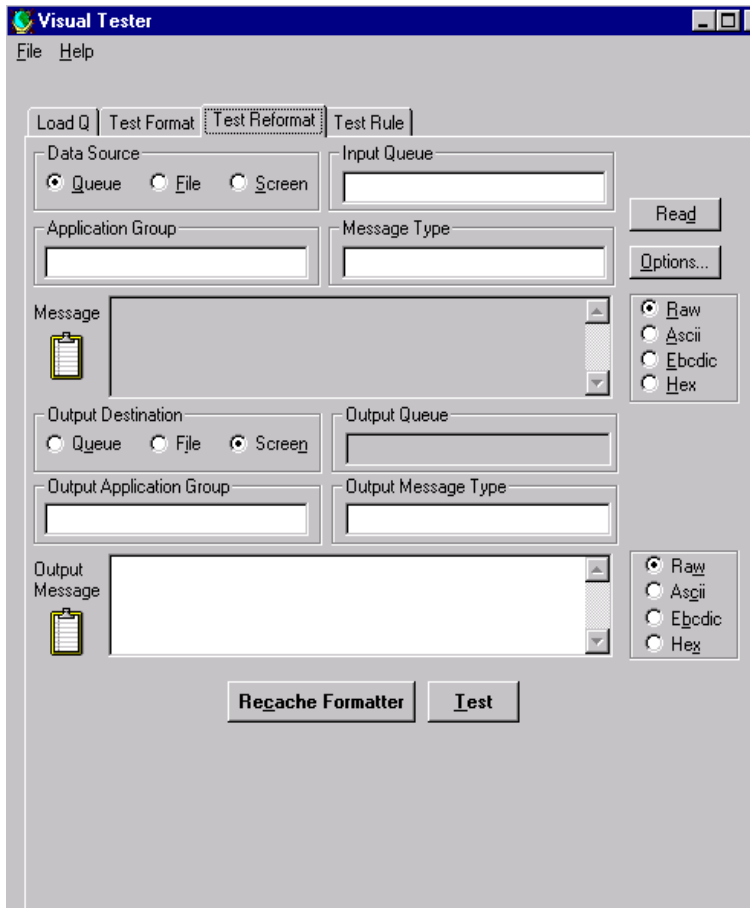 Visual Tester
File Help
Load Q Test Format Test Reformat Test Rule
Data Source Input Queue
Queue File Screen
Read
Application Group Message Type
Options...
Message
Raw
Ascii
Ebcdic
Hex
Output Destination Output Queue
Queue File Screen
Output Application Group Output Message Type
Output
Message
Raw
Ascii
Ebcdic
Hex
Recache Formatter Test